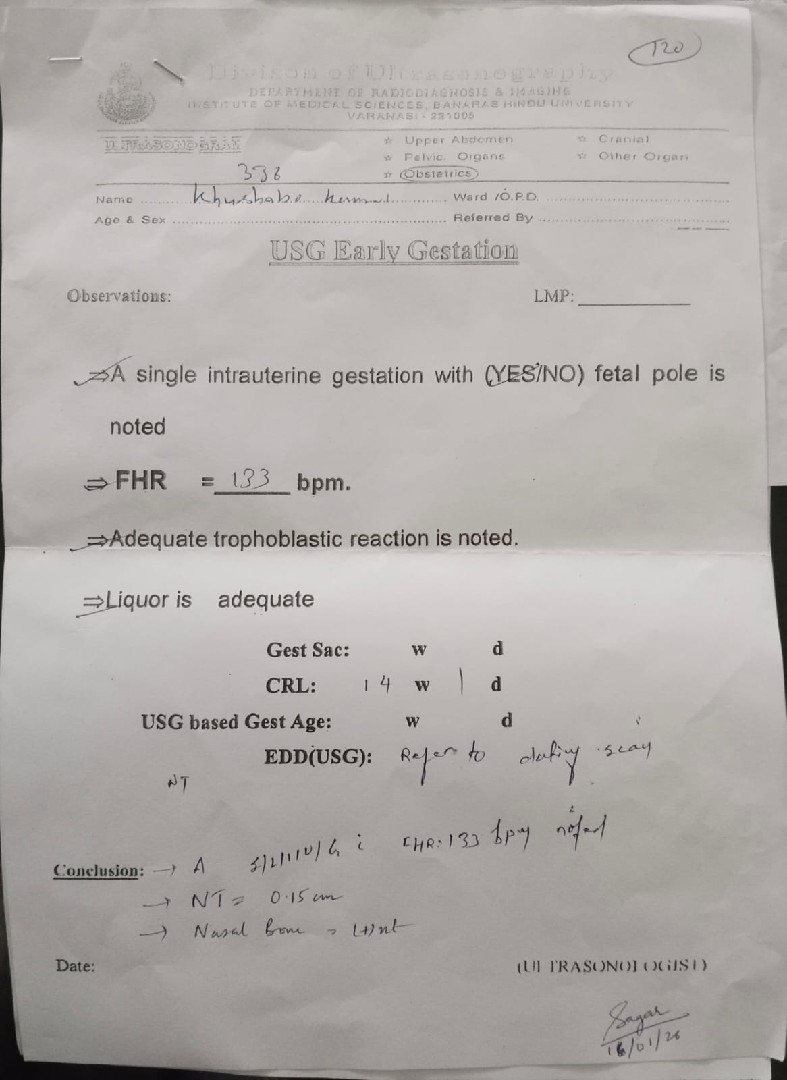 T20
Division of Ultrasonography
DEPARTMENT OF RADIODIAGNOSIS & IMAGING
INSTITUTE OF MEDICAL SCIENCES, BANARAS HINDU UNIVERSITY
VARANASI - 221005
ULTRASONOGRAM
☆ Upper Abdomen ☆ Cranial
☆ Pelvic Organs ☆ Other Organ
338 ☆ Obstetrics
Name Ward /O.P.D.
Age & Sex Referred By
USG Early Gestation
Observations: LMP:
⇒A single intrauterine gestation with (YES/NO) fetal pole is
noted
⇒ FHR = 133 bpm.
⇒Adequate trophoblastic reaction is noted.
⇒Liquor is adequate
Gest Sac: w d
CRL: 14 w 1 d
USG based Gest Age: w d
EDD(USG): Refer to dating scan
NT
Conclusion: → A FHR: 133 bpm noted
→ NT = 0.15 cm
→ Nasal Bone = (+)nt
Date: (ULTRASONOLOGIST)
Sagar
16/01/26